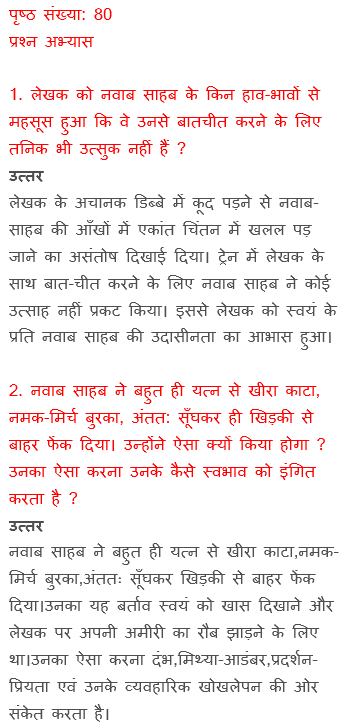 पृष्ठ संख्या: 80
प्रश्न अभ्यास
1. लेखक को नवाब साहब के किन हाव-भावों से
महसूस हुआ कि वे उनसे बातचीत करने के लिए
तनिक भी उत्सुक नहीं हैं ?
उत्तर
लेखक के अचानक डिब्बे में कूद पड़ने से नवाब-
साहब की आँखों में एकांत चिंतन में खलल पड़
जाने का असंतोष दिखाई दिया। ट्रेन में लेखक के
साथ बात-चीत करने के लिए नवाब साहब ने कोई
उत्साह नहीं प्रकट किया। इससे लेखक को स्वयं के
प्रति नवाब साहब की उदासीनता का आभास हुआ।
2. नवाब साहब ने बहुत ही यत्न से खीरा काटा,
नमक-मिर्च बुरका, अंतत: सूँघकर ही खिड़की से
बाहर फेंक दिया। उन्होंने ऐसा क्यों किया होगा ?
उनका ऐसा करना उनके कैसे स्वभाव को इंगित
करता है ?
उत्तर
नवाब साहब ने बहुत ही यत्न से खीरा काटा,नमक-
मिर्च बुरका,अंततः सूँघकर खिड़की से बाहर फेंक
दिया।उनका यह बर्ताव स्वयं को खास दिखाने और
लेखक पर अपनी अमीरी का रौब झाड़ने के लिए
था।उनका ऐसा करना दंभ,मिथ्या-आडंबर,प्रदर्शन-
प्रियता एवं उनके व्यवहारिक खोखलेपन की ओर
संकेत करता है।